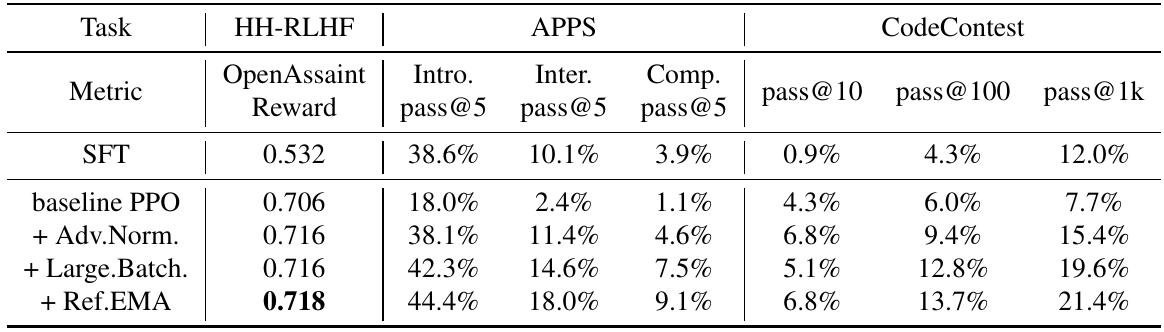 Task HH-RLHF APPS CodeContest
Metric OpenAssaint Reward Intro. pass@5 Inter. pass@5 Comp. pass@5 pass@10 pass@100 pass@1k
SFT 0.532 38.6% 10.1% 3.9% 0.9% 4.3% 12.0%
baseline PPO 0.706 18.0% 2.4% 1.1% 4.3% 6.0% 7.7%
+ Adv.Norm. 0.716 38.1% 11.4% 4.6% 6.8% 9.4% 15.4%
+ Large.Batch. 0.716 42.3% 14.6% 7.5% 5.1% 12.8% 19.6%
+ Ref.EMA 0.718 44.4% 18.0% 9.1% 6.8% 13.7% 21.4%